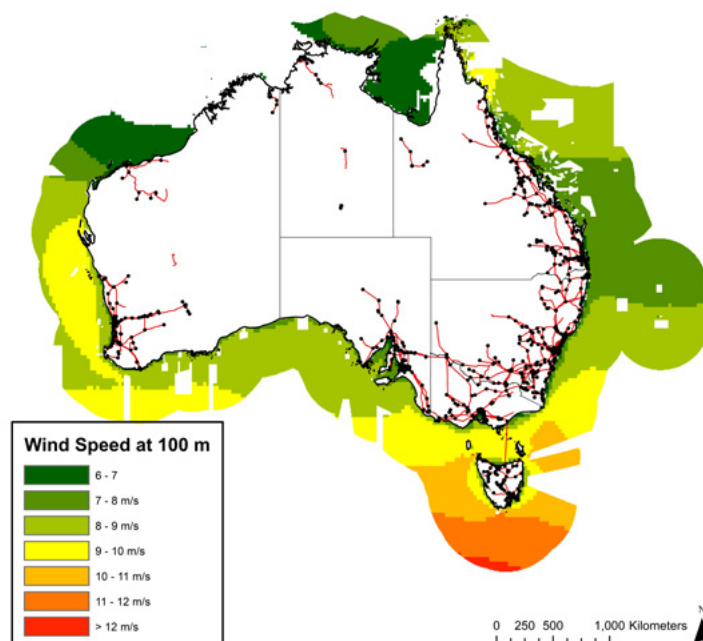 Wind Speed at 100 m
6 - 7
7 - 8 m/s
8 - 9 m/s
9 - 10 m/s
10 - 11 m/s
11 - 12 m/s
> 12 m/s
0 250 500 1,000 Kilometers
N